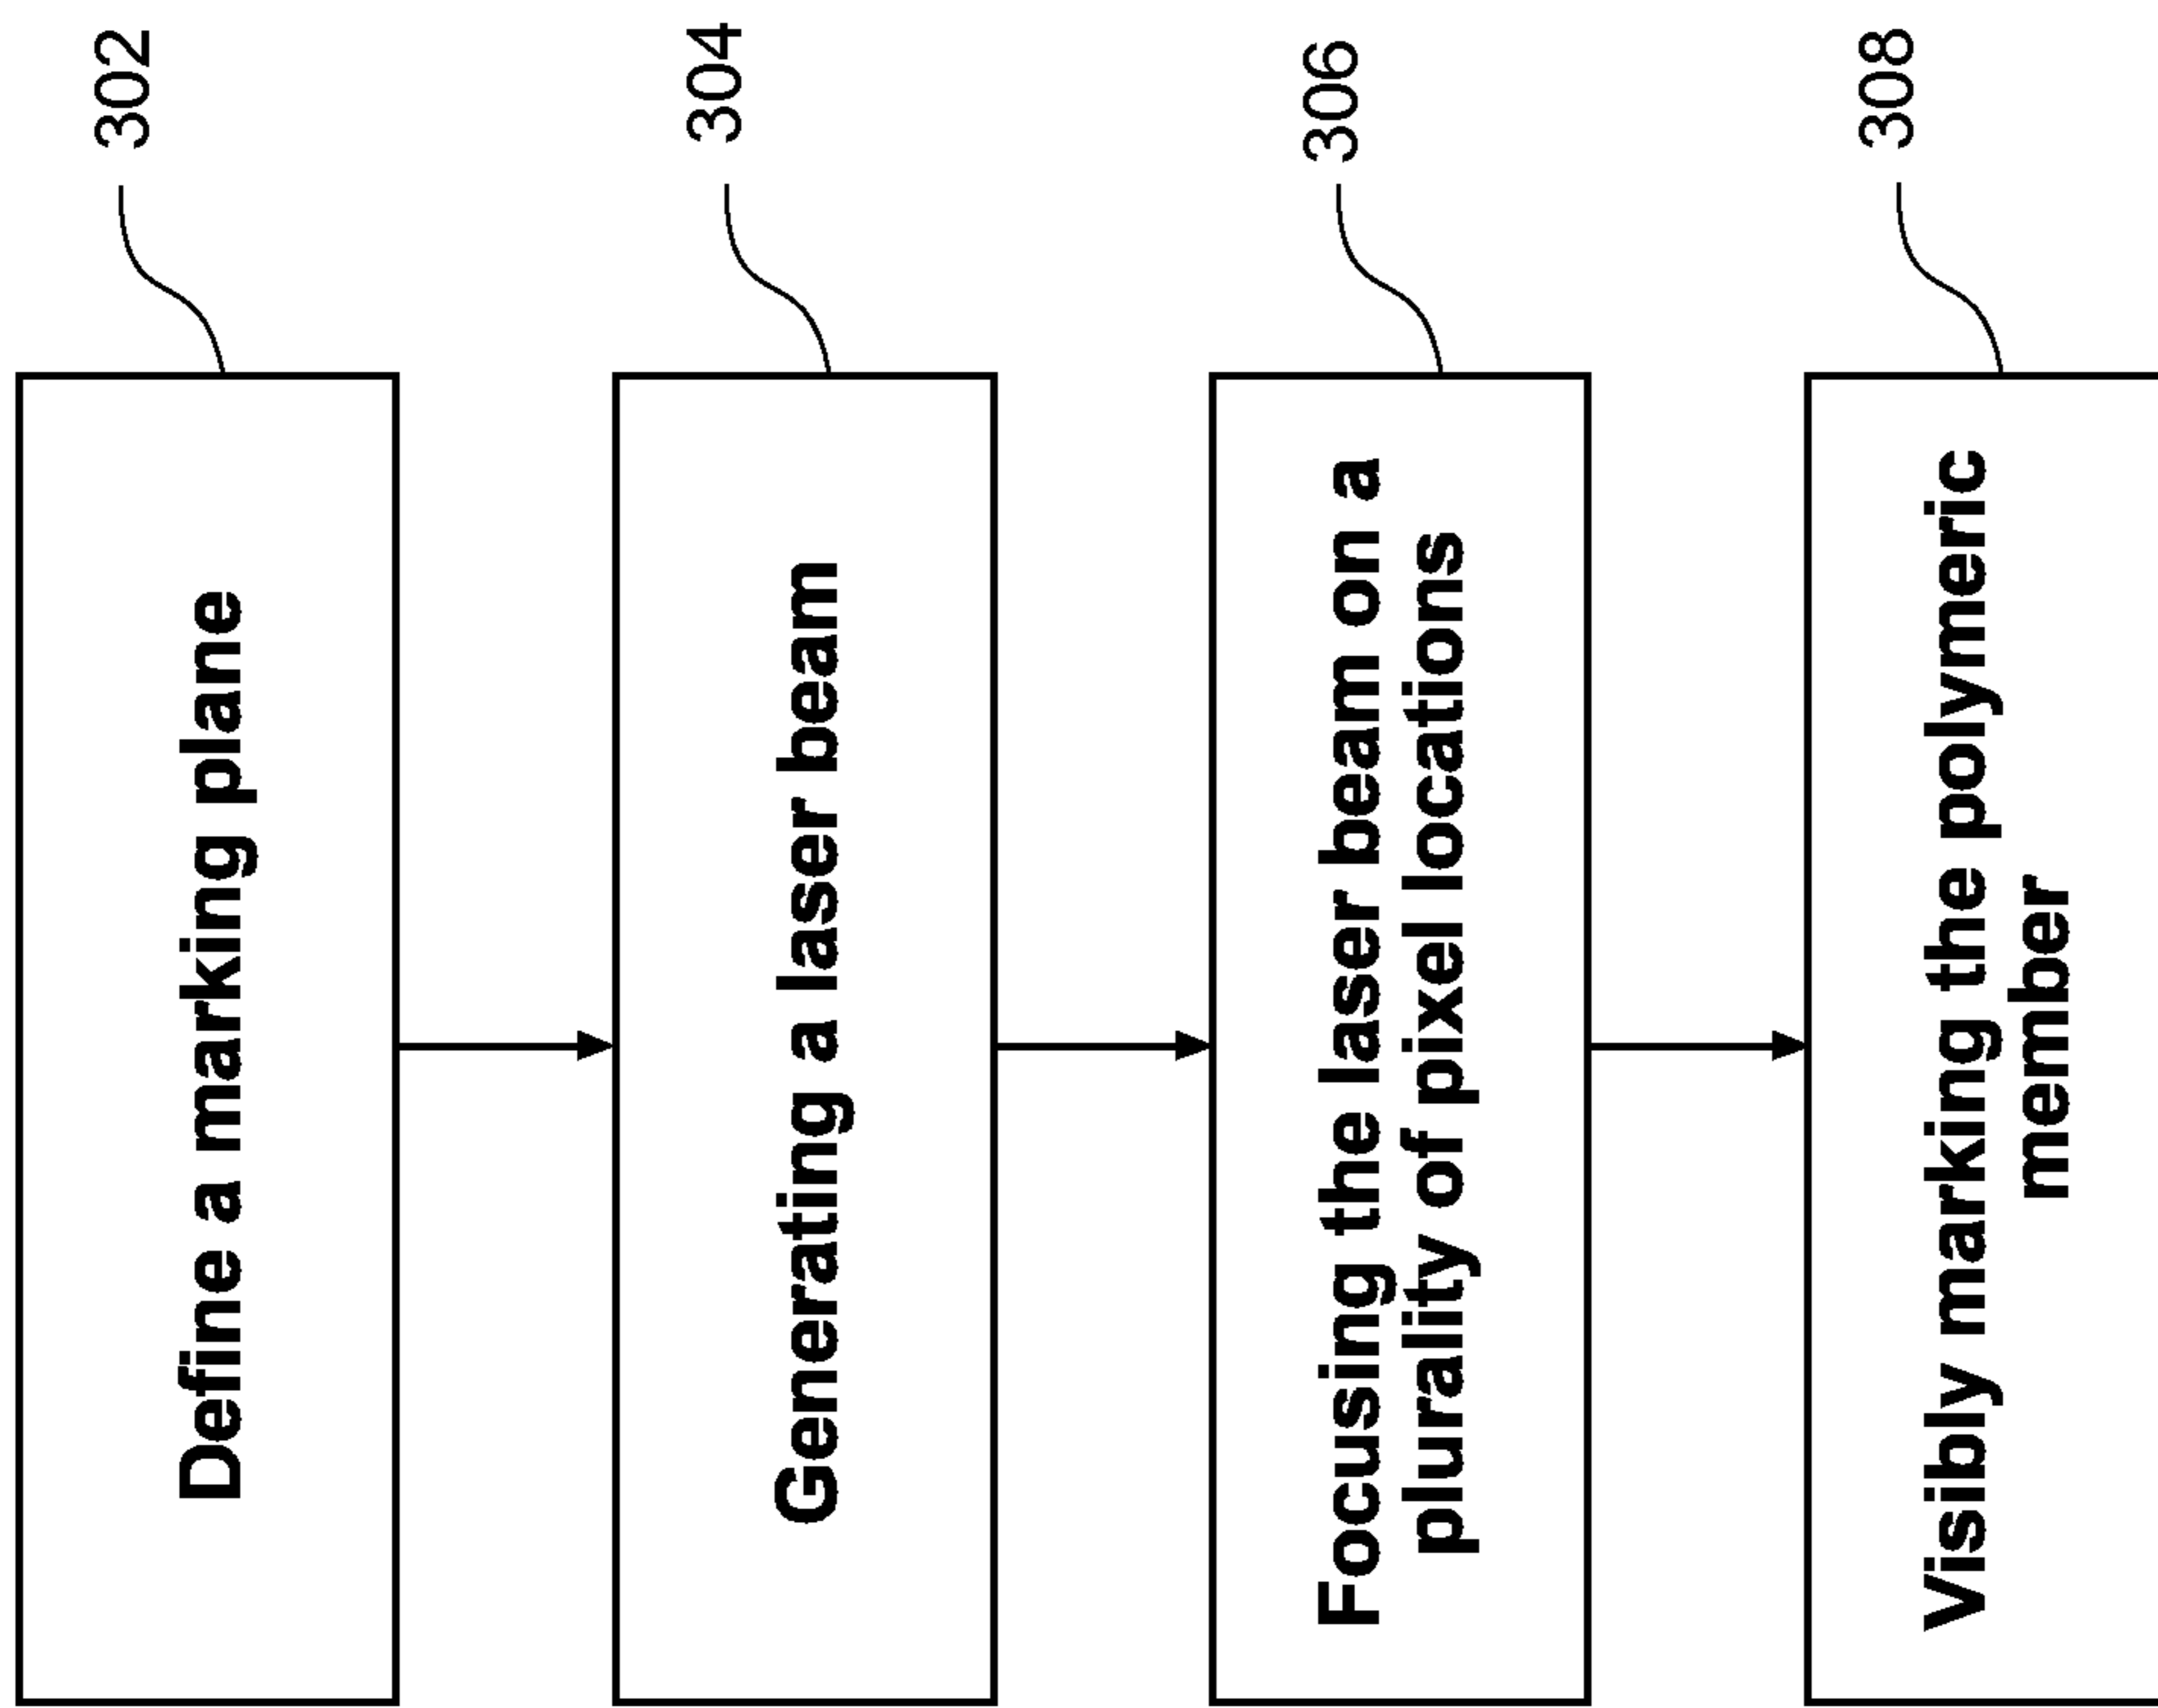 Define a marking plane
302
Generating a laser beam
304
Focusing the laser beam on a
plurality of pixel locations
306
Visibly marking the polymeric
member
308